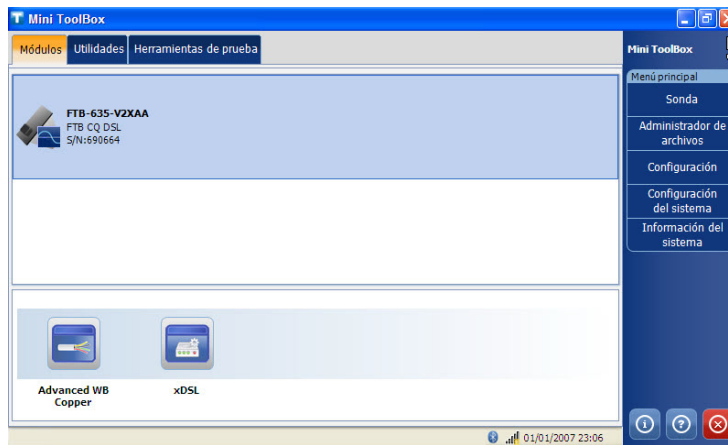 Mini ToolBox
Módulos
Utilidades
Herramientas de prueba
FTB-635-V2XAA
FTB CQ DSL
S/N:690664
Advanced WB
Copper
xDSL
01/01/2007 23:06
Mini ToolBox
Menú principal
Sonda
Administrador de
archivos
Configuración
Configuración
del sistema
Información del
sistema